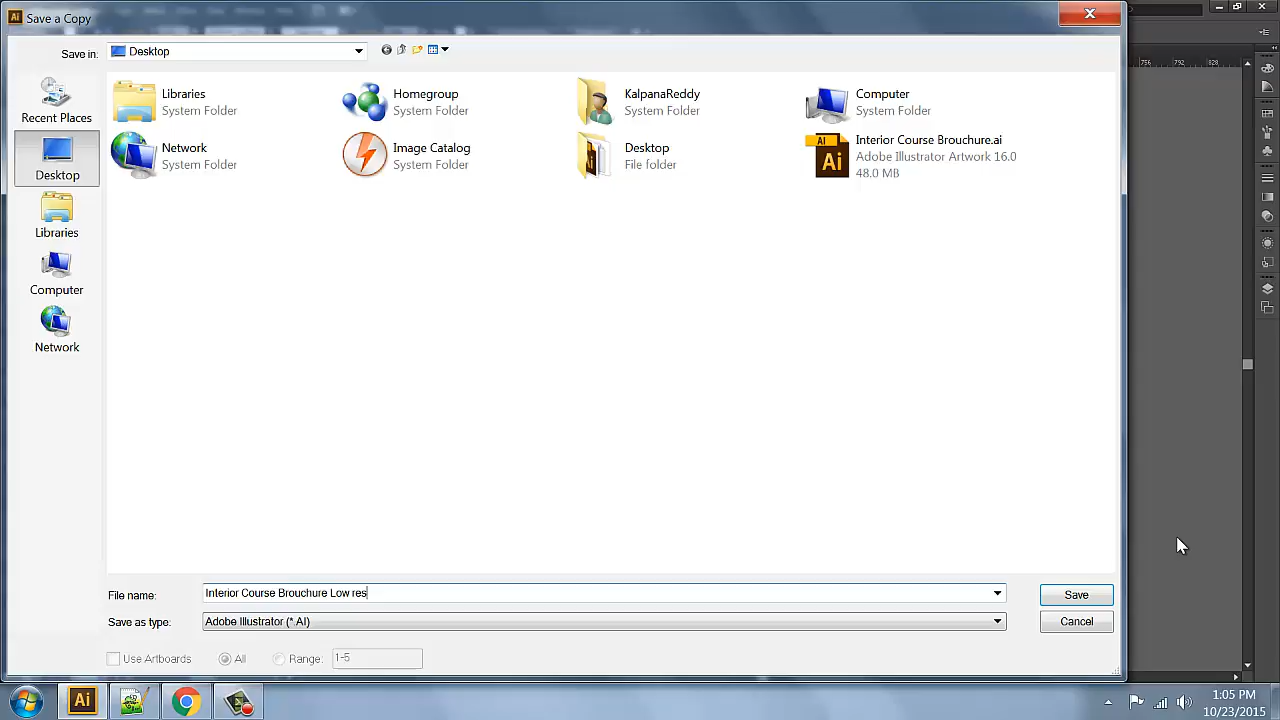 Save a Copy
Save in:
Desktop
Recent Places
Desktop
Libraries
Computer
Network
Libraries
System Folder
Homegroup
System Folder
KalpanaReddy
System Folder
Computer
System Folder
Network
System Folder
Image Catalog
System Folder
Desktop
File folder
Interior Course Brouchure.ai
Adobe Illustrator Artwork 16.0
48.0 MB
File name:
Interior Course Brouchure Low res
Save
Save as type:
Adobe Illustrator (*.AI)
Cancel
Use Artboards
All
Range:
1-5
756 792 828
1:05 PM
10/23/2015